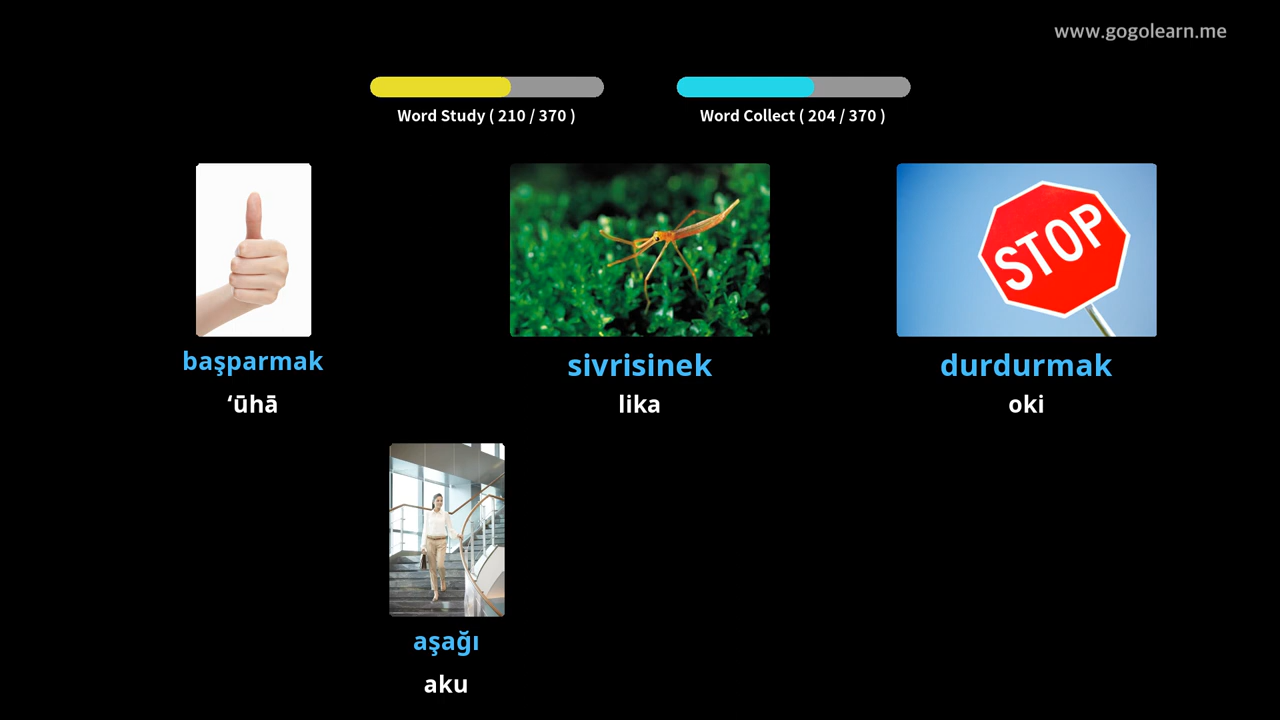 www.gogolearn.me
Word Study ( 210 / 370 )
Word Collect ( 204 / 370 )
STOP
başparmak
sivrisinek
durdurmak
ʻūhā
lika
oki
aşağı
aku